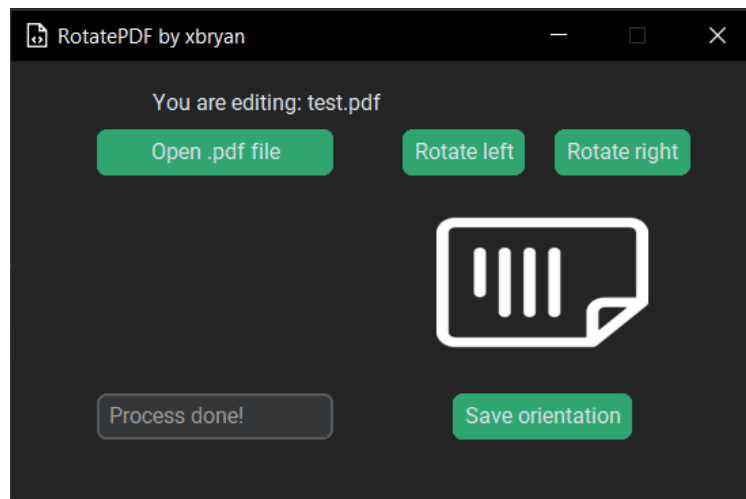 RotatePDF by xbryan
You are editing: test.pdf
Open .pdf file
Rotate left
Rotate right
Process done!
Save orientation